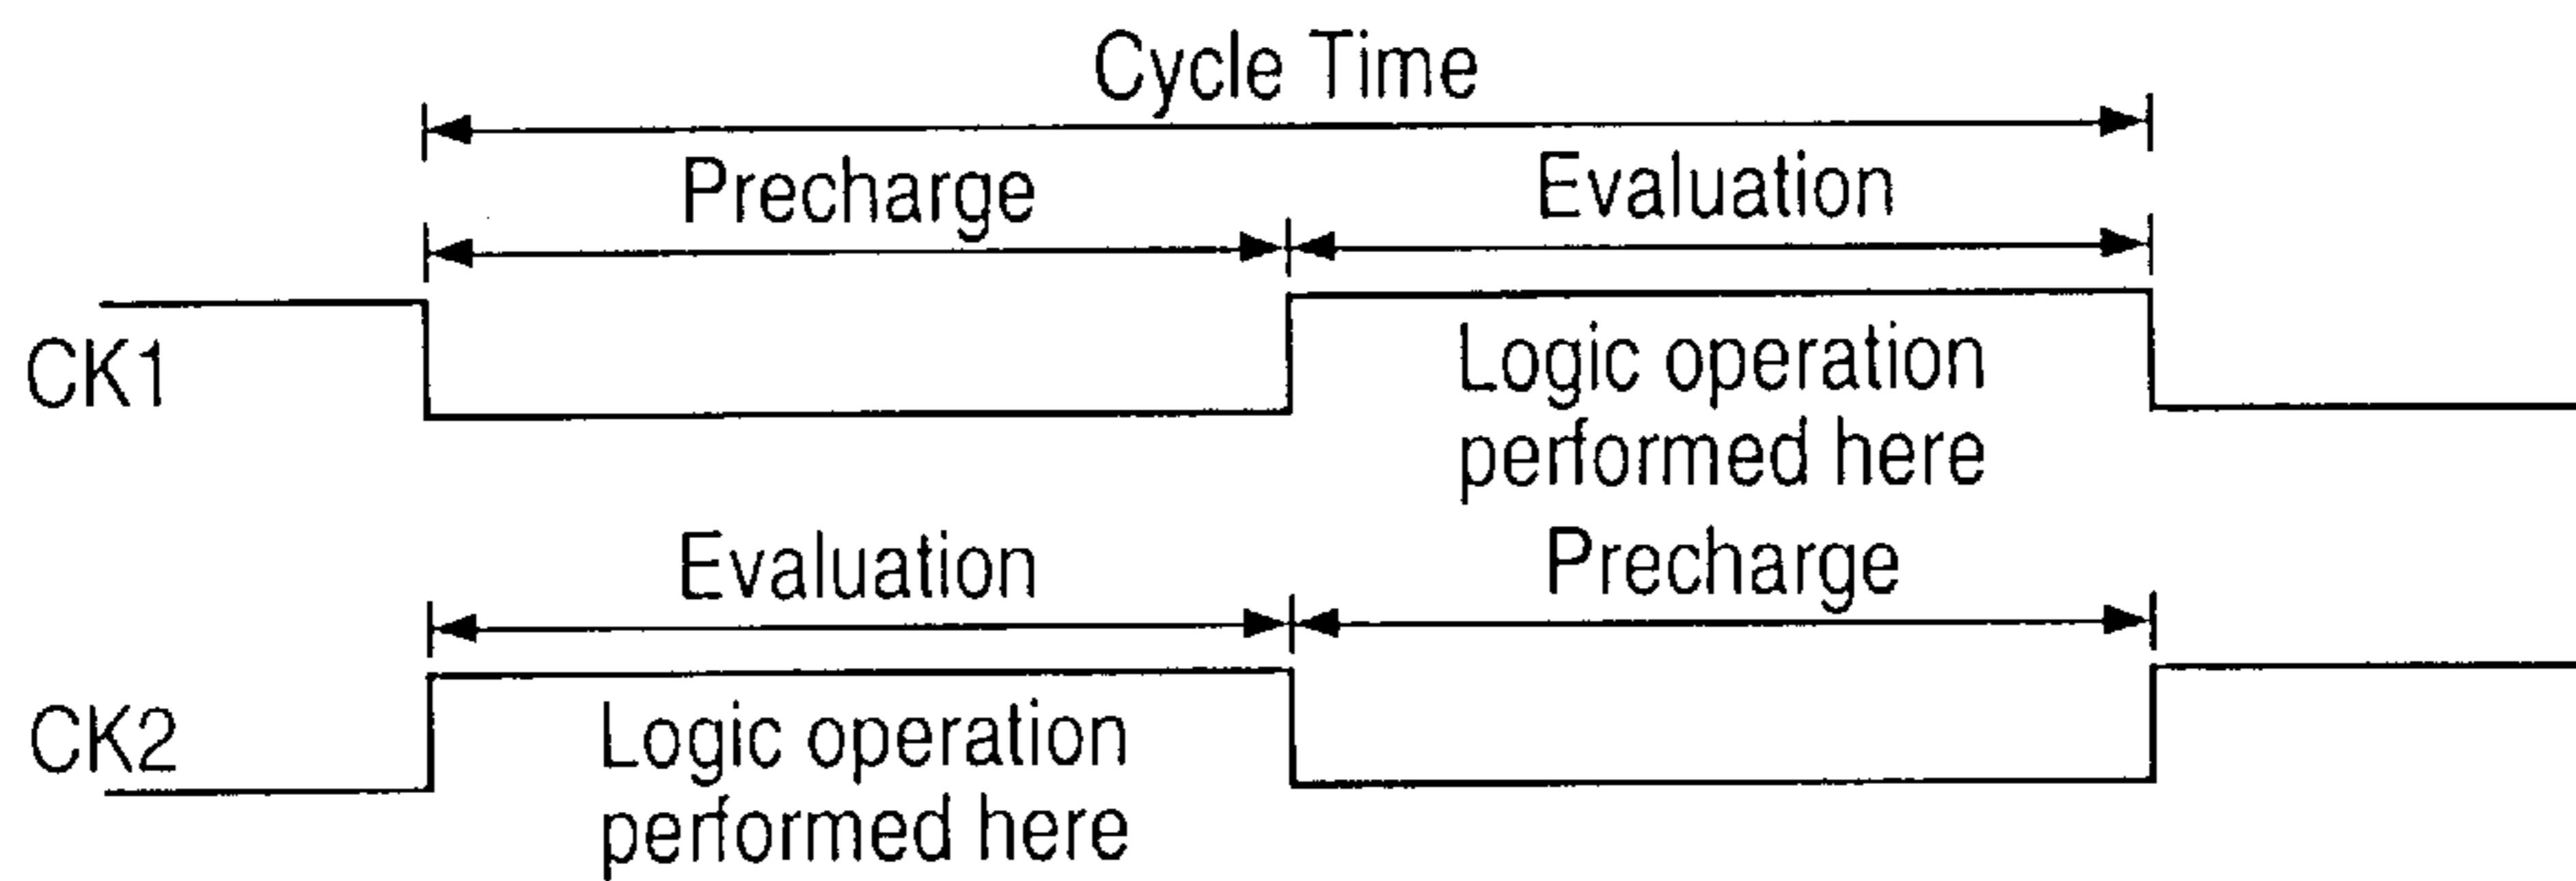 Cycle Time
Precharge
Evaluation
CK1
Logic operation
performed here
Evaluation
Precharge
CK2
Logic operation
performed here